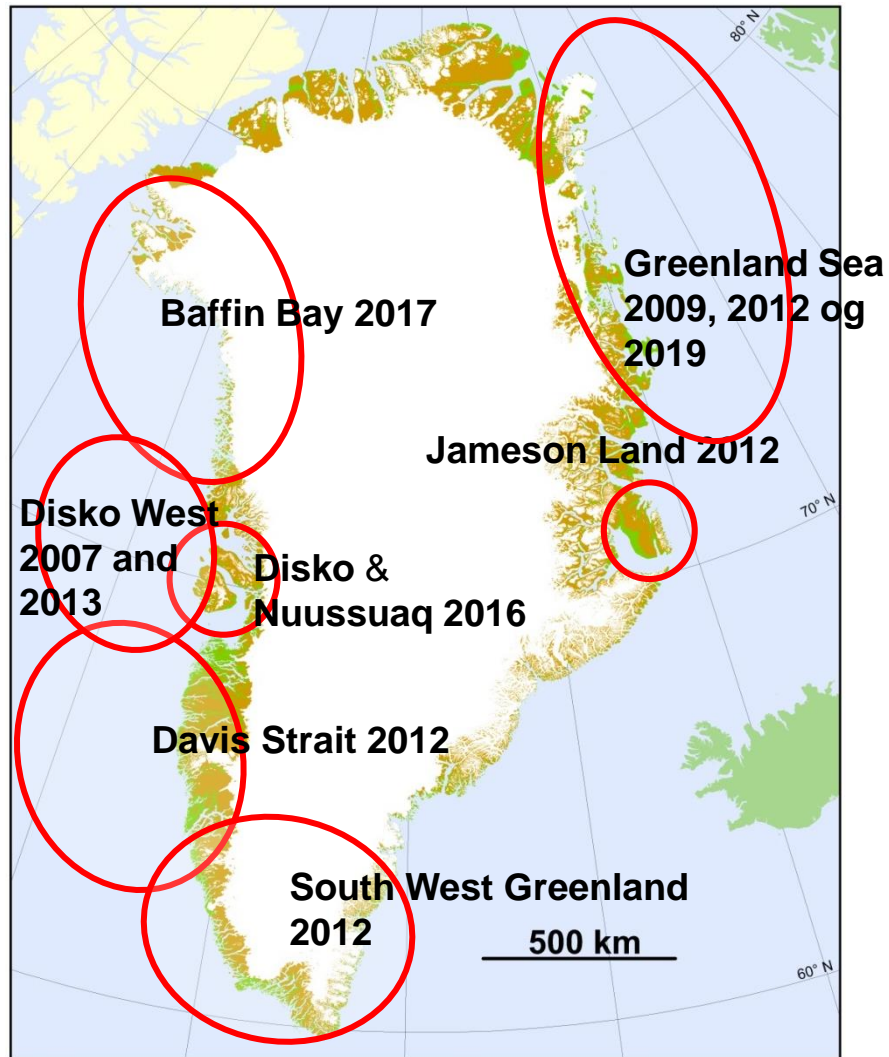 80° N
Greenland Sea
2009, 2012 og
2019
Baffin Bay 2017
Jameson Land 2012
70° N
Disko West
2007 and
2013
Disko &
Nuussuaq 2016
Davis Strait 2012
South West Greenland
2012
500 km
60° N